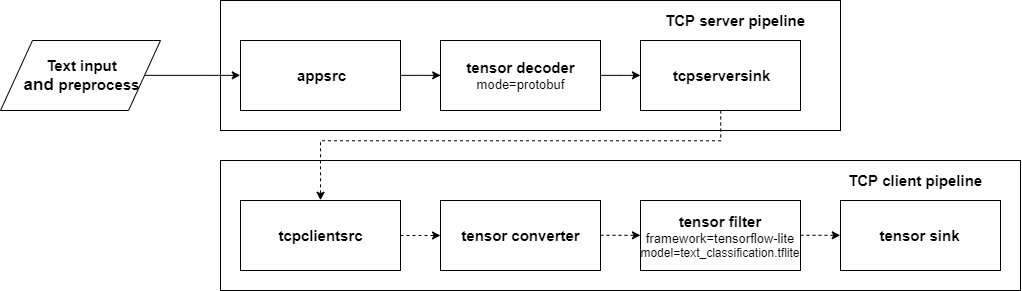 TCP server pipeline
Text input
and preprocess
appsrc
tensor decoder
mode=protobuf
tcpserversink
TCP client pipeline
tcpclientsrc
tensor converter
tensor filter
framework=tensorflow-lite
model=text_classification.tflite
tensor sink